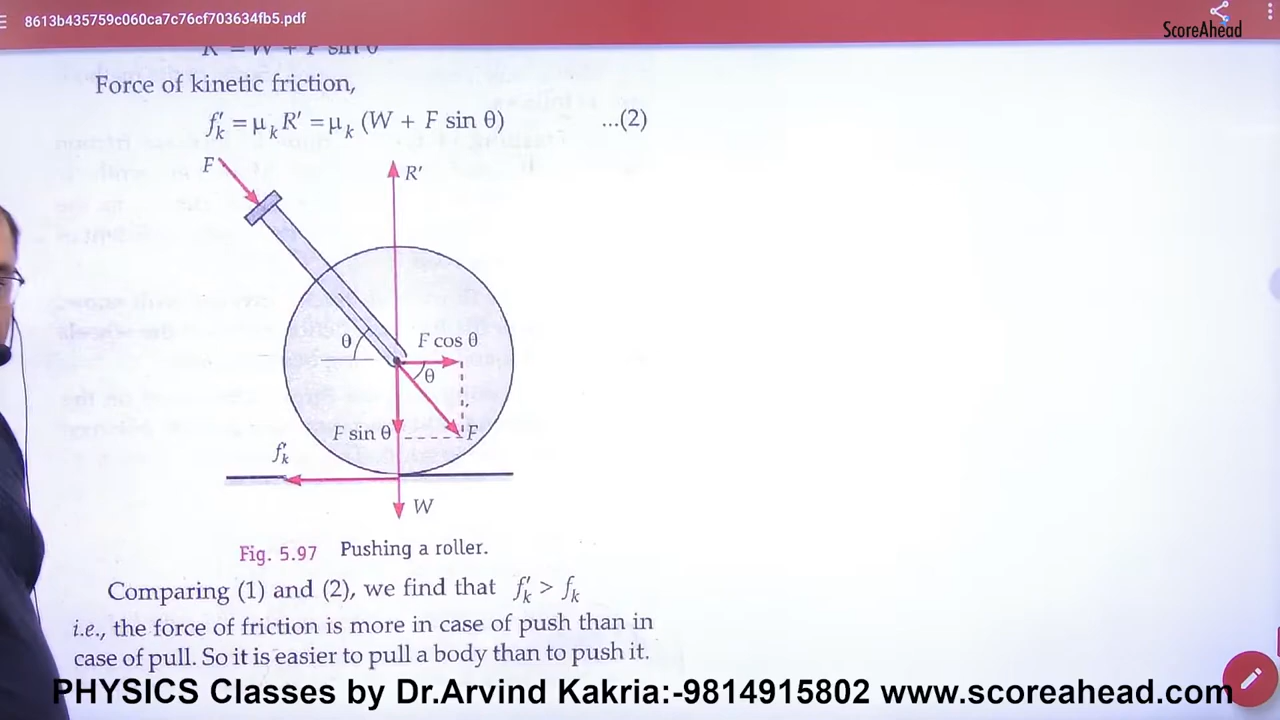 8613b435759c060ca7c76cf703634fb5.pdf
ScoreAhead
R′ = W + F sin θ
Force of kinetic friction,
f′k = μk R′ = μk (W + F sin θ) ...(2)
F
R′
θ
F cos θ
θ
F sin θ
F
f′k
W
Fig. 5.97 Pushing a roller.
Comparing (1) and (2), we find that f′k > fk
i.e., the force of friction is more in case of push than in
case of pull. So it is easier to pull a body than to push it.
PHYSICS Classes by Dr.Arvind Kakria:-9814915802 www.scoreahead.com